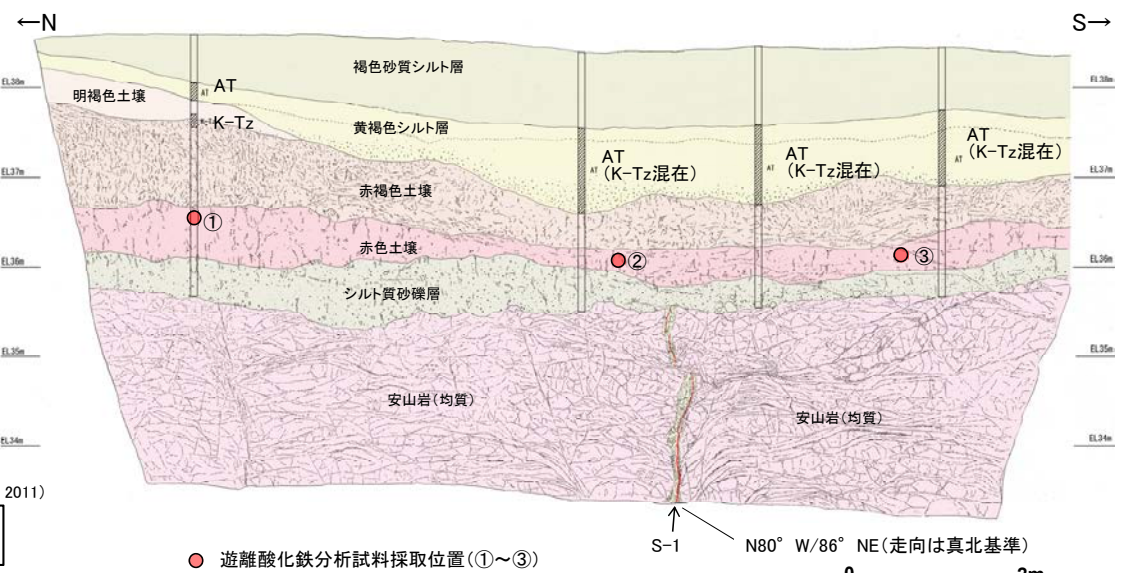 ←N
S→
褐色砂質シルト層
EL38m
EL38m
明褐色土壌
AT
AT
K-Tz
黄褐色シルト層
AT
AT
(K-Tz混在)
AT
AT
(K-Tz混在)
AT
AT
(K-Tz混在)
EL37m
EL37m
赤褐色土壌
①
赤色土壌
②
③
EL36m
EL36m
シルト質砂礫層
EL35m
EL35m
安山岩(均質)
安山岩(均質)
EL34m
EL34m
2011)
S-1
N80°W/86°NE(走向は真北基準)
遊離酸化鉄分析試料採取位置(①~③)